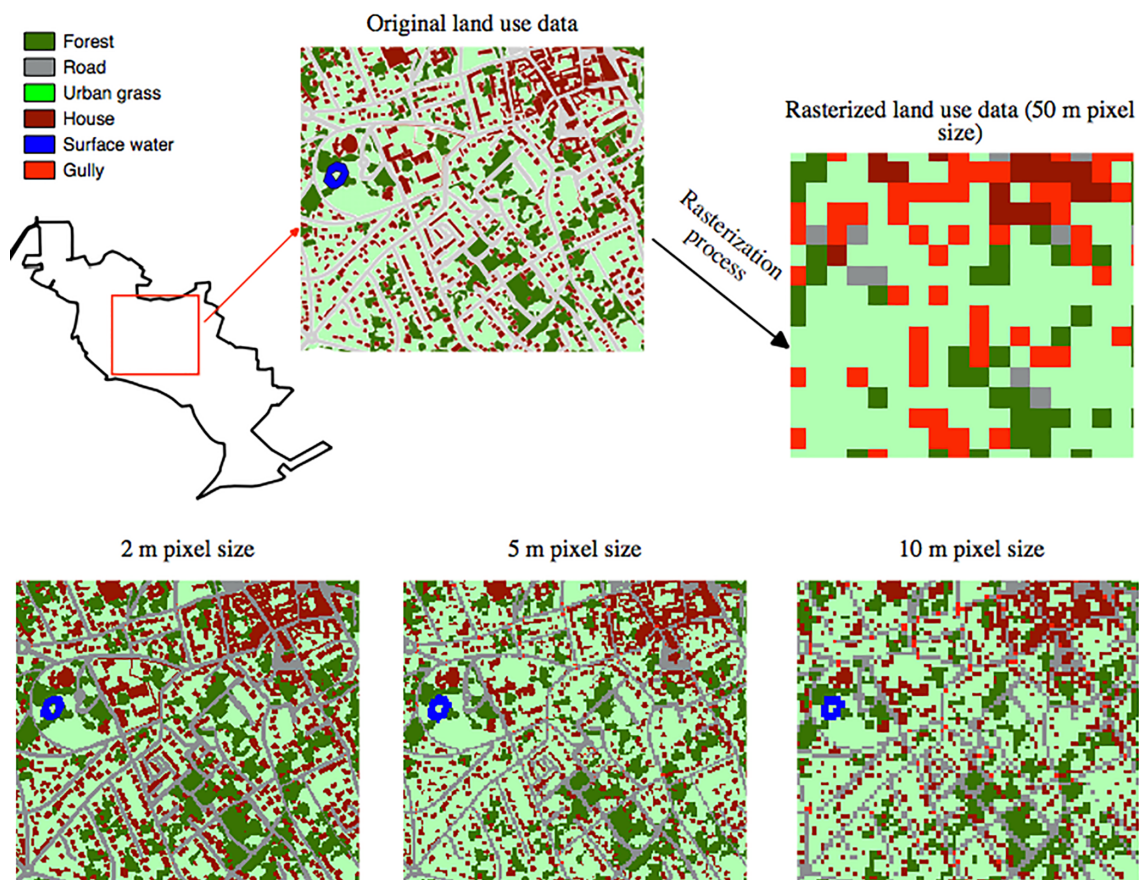 Original land use data
Forest
Road
Urban grass
House
Surface water
Gully
Rasterized land use data (50 m pixel
size)
Rasterization
process
2 m pixel size
5 m pixel size
10 m pixel size